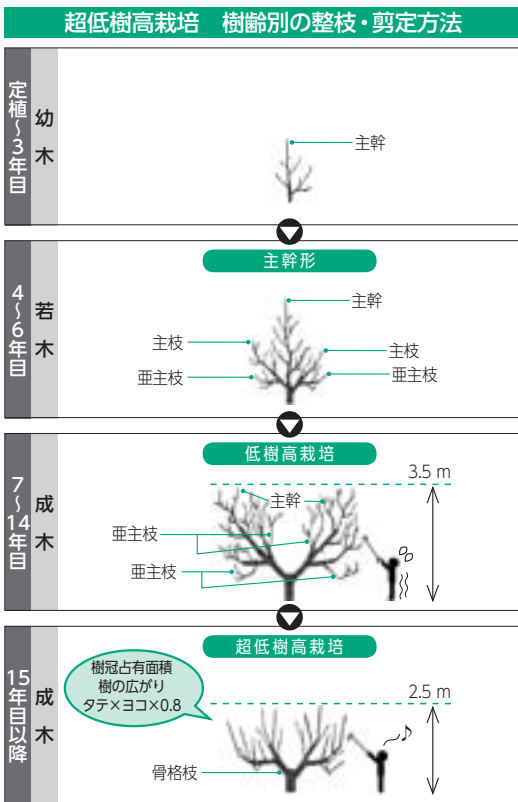 超低樹高栽培　樹齢別の整枝・剪定方法
定植～3年目
幼木
主幹
主幹形
4～6年目
若木
主幹
主枝
主枝
亜主枝
亜主枝
低樹高栽培
7～14年目
成木
3.5 m
主幹
亜主枝
亜主枝
超低樹高栽培
15年目以降
成木
樹冠占有面積
樹の広がり
タテ×ヨコ×0.8
2.5 m
骨格枝